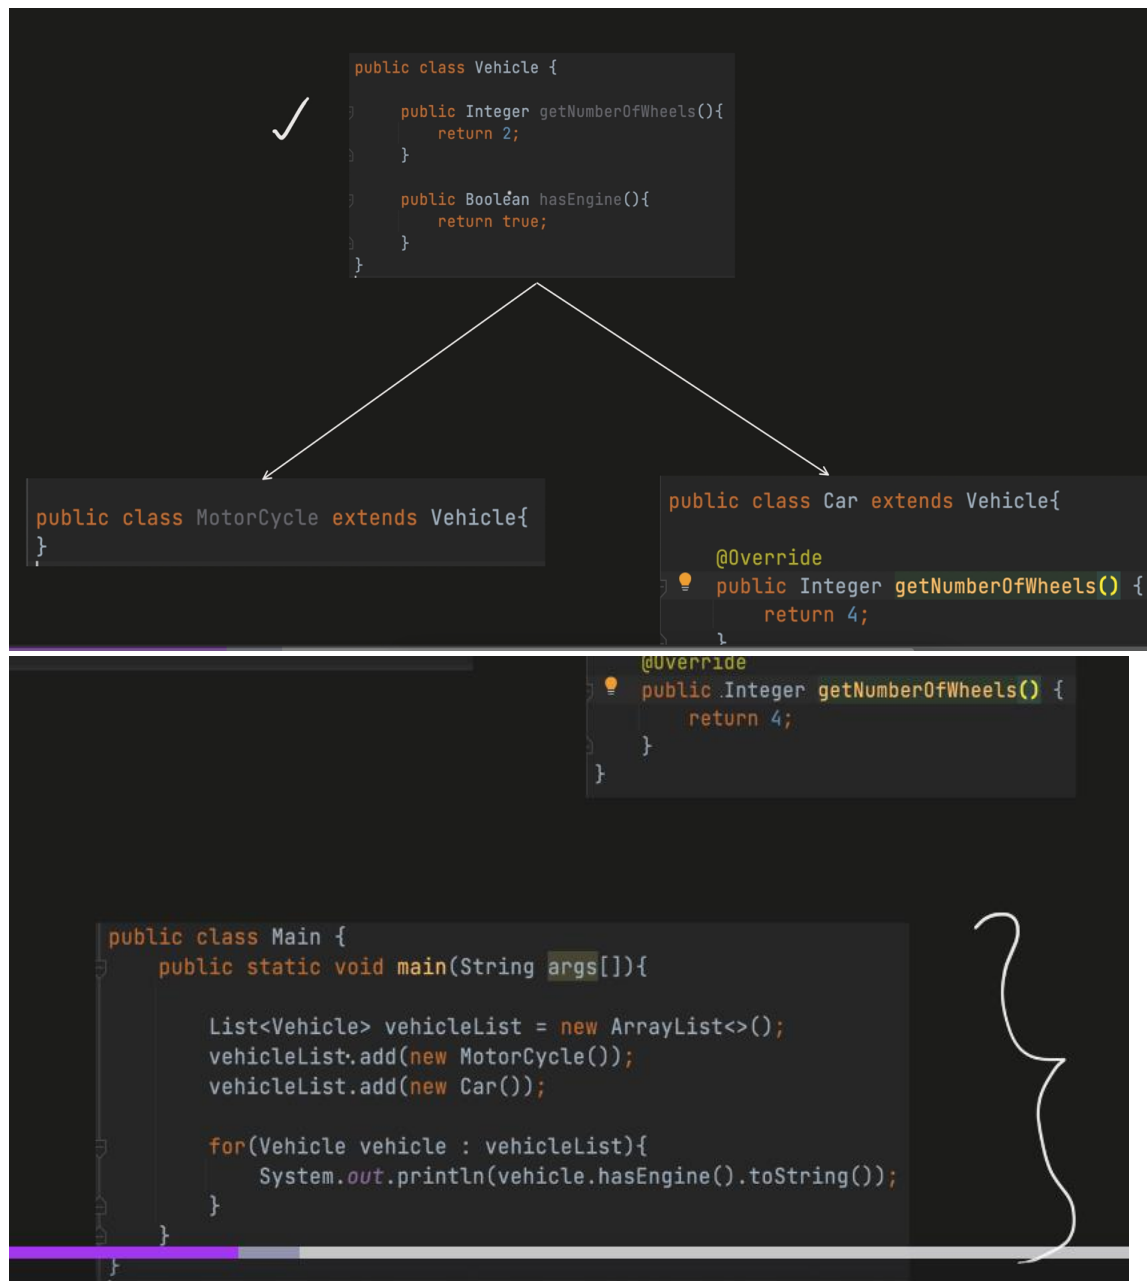 public class Vehicle {
public Integer getNumberOfWheels(){
return 2;
}
public Boolean hasEngine(){
return true;
}
}
public class MotorCycle extends Vehicle{
}
public class Car extends Vehicle{
@Override
public Integer getNumberOfWheels() {
return 4;
}
@Override
public Integer getNumberOfWheels() {
return 4;
}
}
public class Main {
public static void main(String args[]){
List<Vehicle> vehicleList = new ArrayList<>();
vehicleList.add(new MotorCycle());
vehicleList.add(new Car());
for(Vehicle vehicle : vehicleList){
System.out.println(vehicle.hasEngine().toString());
}
}
}